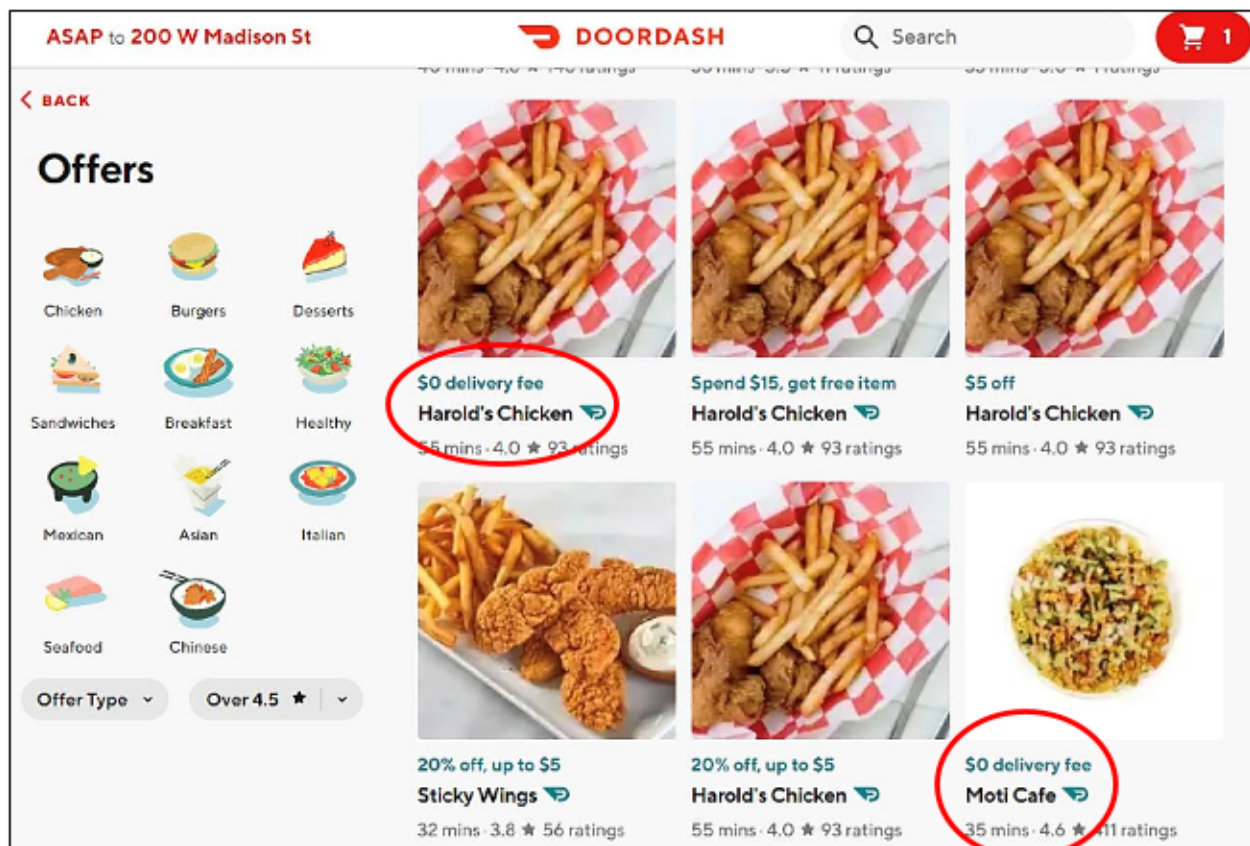 ASAP to 200 W Madison St
DOORDASH
Search
1
BACK
Offers
Chicken Burgers Desserts
Sandwiches Breakfast Healthy
Mexican Asian Italian
Seafood Chinese
Offer Type
Over 4.5 ★
$0 delivery fee
Harold's Chicken
55 mins · 4.0 ★ 93 ratings
Spend $15, get free item
Harold's Chicken
55 mins · 4.0 ★ 93 ratings
$5 off
Harold's Chicken
55 mins · 4.0 ★ 93 ratings
20% off, up to $5
Sticky Wings
32 mins · 3.8 ★ 56 ratings
20% off, up to $5
Harold's Chicken
55 mins · 4.0 ★ 93 ratings
$0 delivery fee
Moti Cafe
35 mins · 4.6 ★ 411 ratings